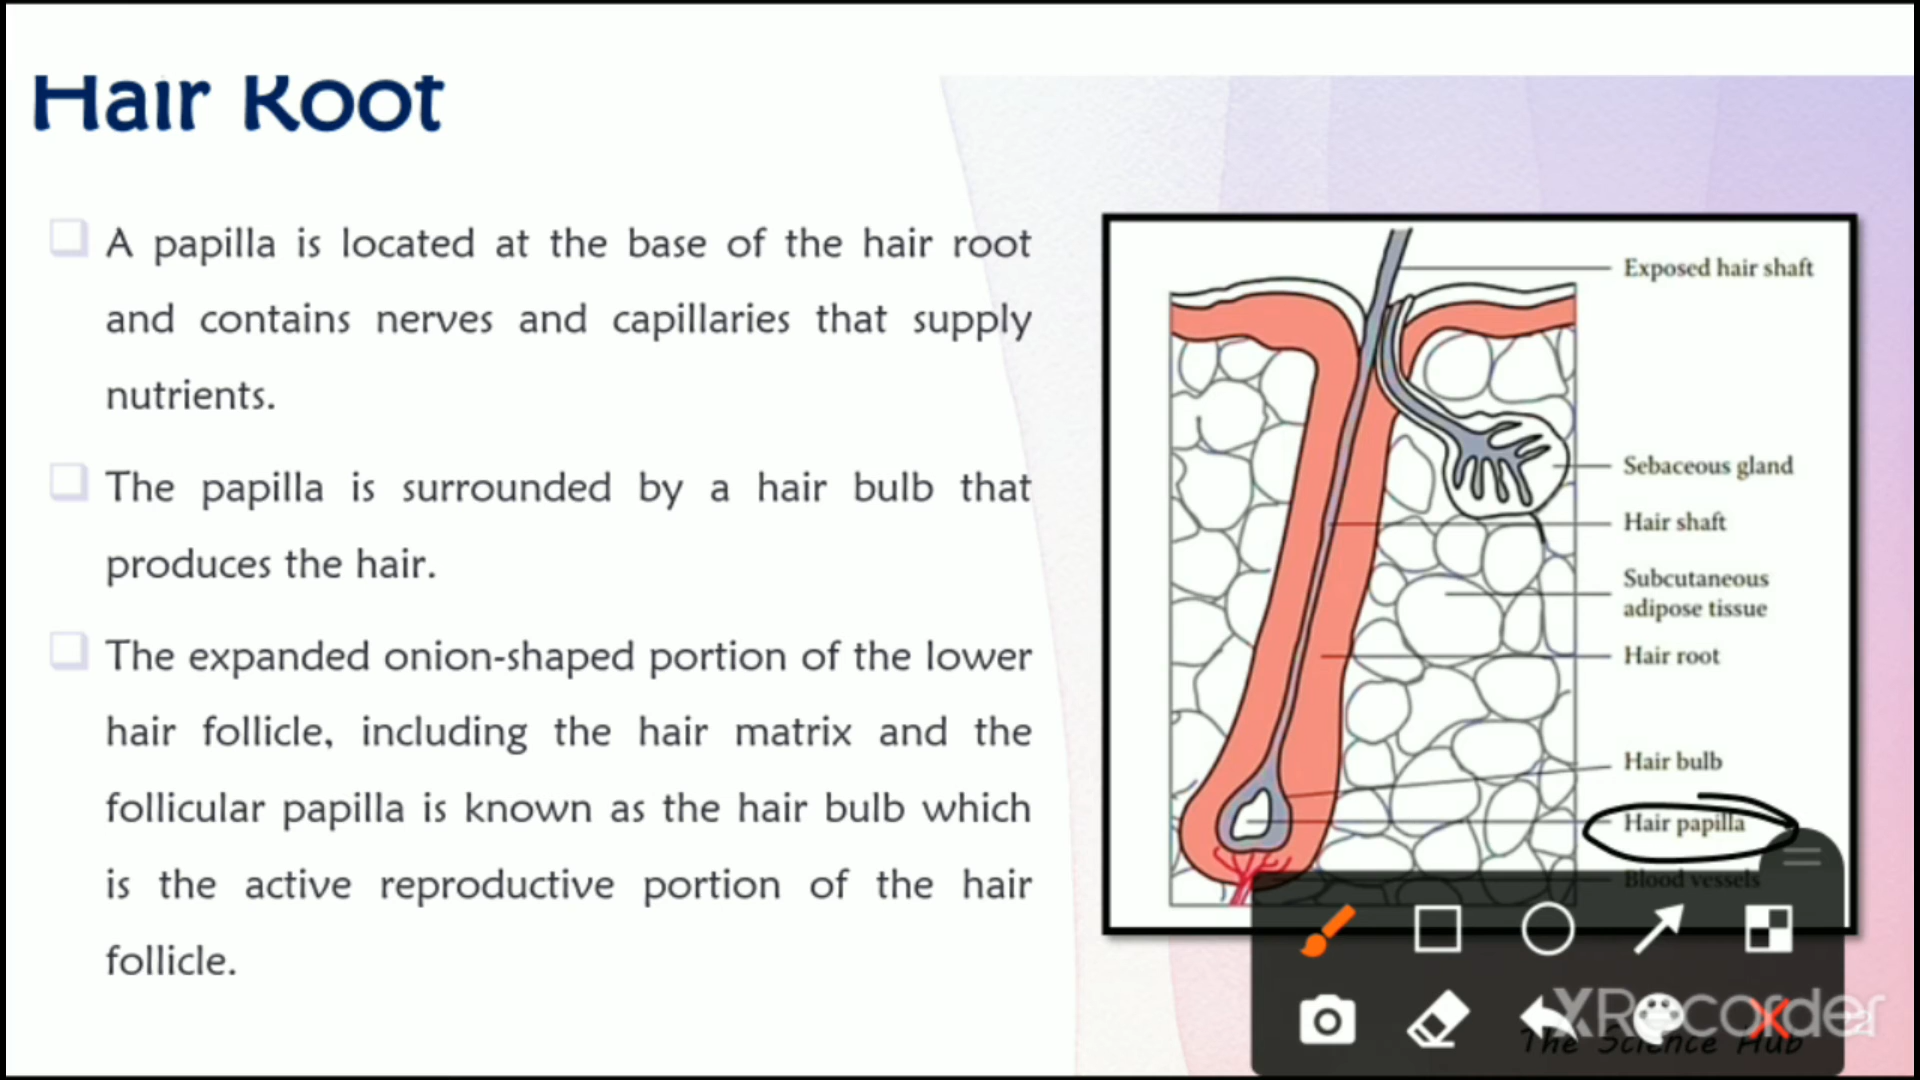 Hair Root
A papilla is located at the base of the hair root
and contains nerves and capillaries that supply
nutrients.
The papilla is surrounded by a hair bulb that
produces the hair.
The expanded onion-shaped portion of the lower
hair follicle, including the hair matrix and the
follicular papilla is known as the hair bulb which
is the active reproductive portion of the hair
follicle.
Exposed hair shaft
Sebaceous gland
Hair shaft
Subcutaneous
adipose tissue
Hair root
Hair bulb
Hair papilla
Blood vessels
XRecorder
The Science Hub